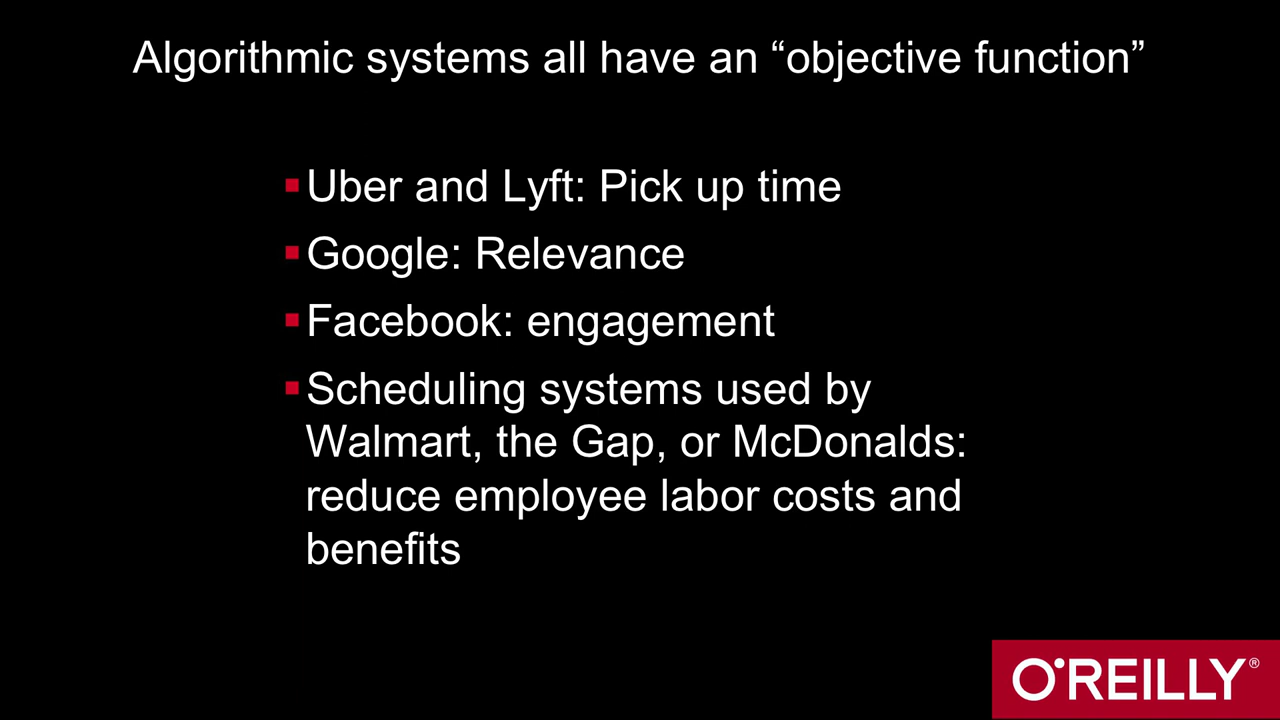 Algorithmic systems all have an “objective function”
▪Uber and Lyft: Pick up time
▪Google: Relevance
▪Facebook: engagement
▪Scheduling systems used by
Walmart, the Gap, or McDonalds:
reduce employee labor costs and
benefits
O'REILLY®